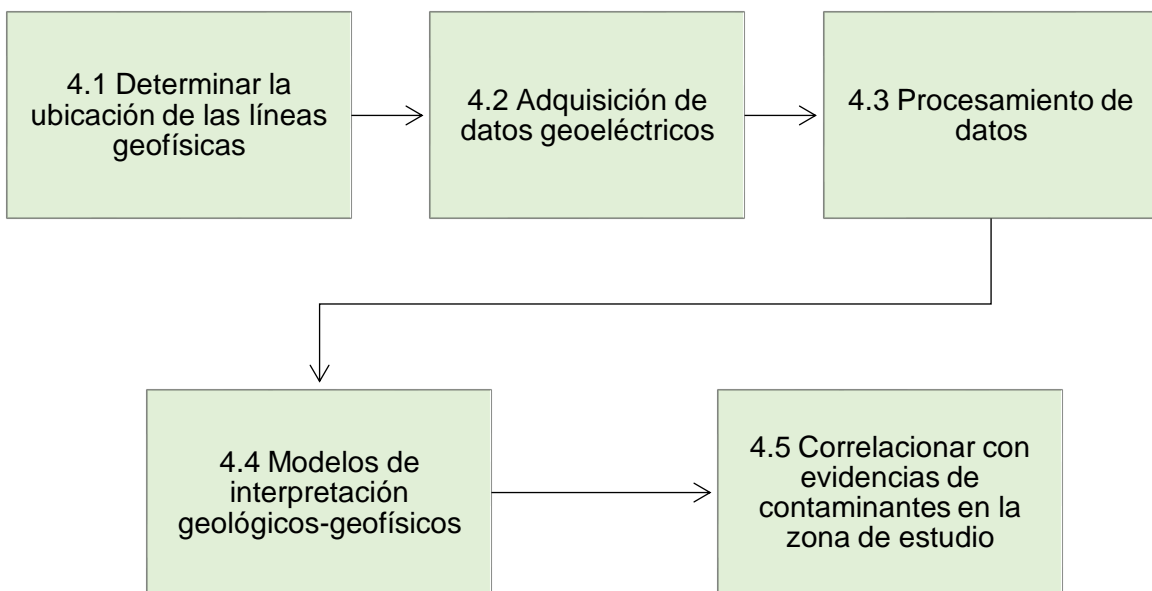 4.1 Determinar la
ubicación de las líneas
geofísicas
4.2 Adquisición de
datos geoeléctricos
4.3 Procesamiento de
datos
4.4 Modelos de
interpretación
geológicos-geofísicos
4.5 Correlacionar con
evidencias de
contaminantes en la
zona de estudio